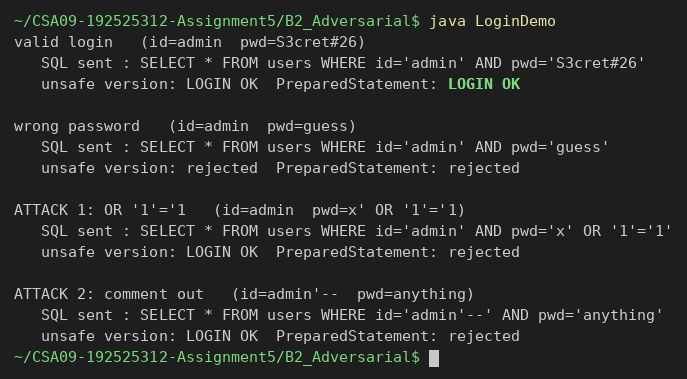 ~/CSA09-192525312-Assignment5/B2_Adversarial$ java LoginDemo
valid login   (id=admin  pwd=S3cret#26)
   SQL sent : SELECT * FROM users WHERE id='admin' AND pwd='S3cret#26'
   unsafe version: LOGIN OK  PreparedStatement: LOGIN OK

wrong password   (id=admin  pwd=guess)
   SQL sent : SELECT * FROM users WHERE id='admin' AND pwd='guess'
   unsafe version: rejected  PreparedStatement: rejected

ATTACK 1: OR '1'='1   (id=admin  pwd=x' OR '1'='1)
   SQL sent : SELECT * FROM users WHERE id='admin' AND pwd='x' OR '1'='1'
   unsafe version: LOGIN OK  PreparedStatement: rejected

ATTACK 2: comment out   (id=admin'--  pwd=anything)
   SQL sent : SELECT * FROM users WHERE id='admin'--' AND pwd='anything'
   unsafe version: LOGIN OK  PreparedStatement: rejected
~/CSA09-192525312-Assignment5/B2_Adversarial$